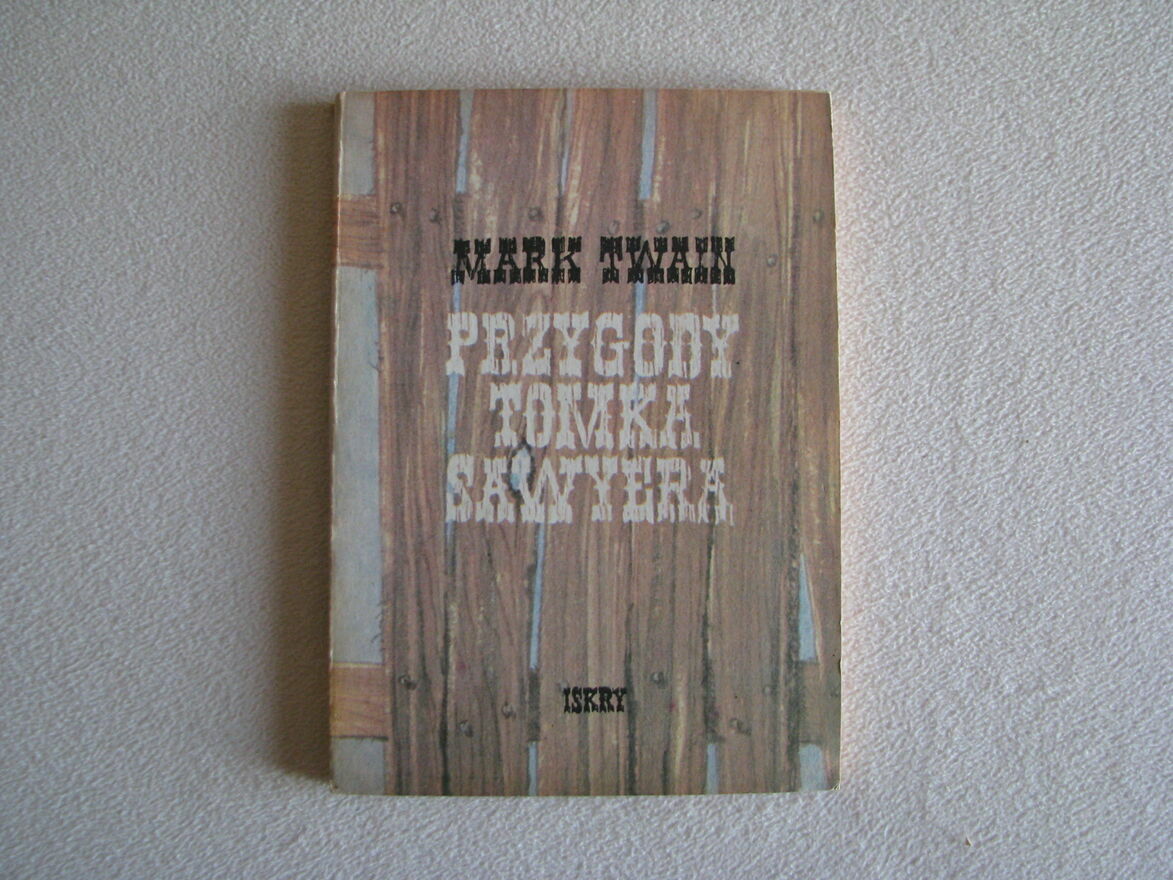 MARK TWAIN
PRZYGODY
TOMKA
SAWYERA
ISKRY